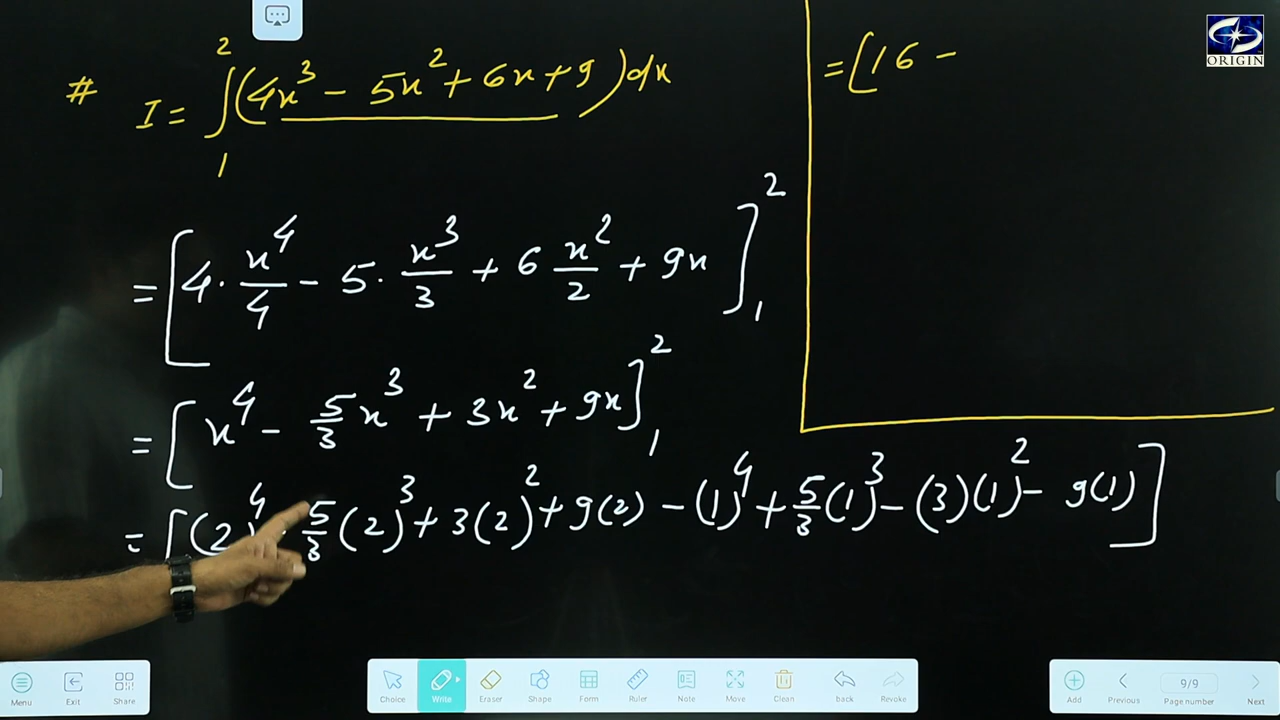 # I = ∫₁² (4x³ - 5x² + 6x + 9) dx
= [4 · x⁴/4 - 5 · x³/3 + 6 x²/2 + 9x]₁²
= [x⁴ - 5/3 x³ + 3x² + 9x]₁²
= [(2)⁴ - 5/3 (2)³ + 3(2)² + 9(2) - (1)⁴ + 5/3 (1)³ - (3)(1)² - 9(1)]
= [16 -
ORIGIN
Menu Exit Share Choice Write Eraser Shape Form Ruler Note Move Clean back Revoke Add Previous 9/9 Page number Next